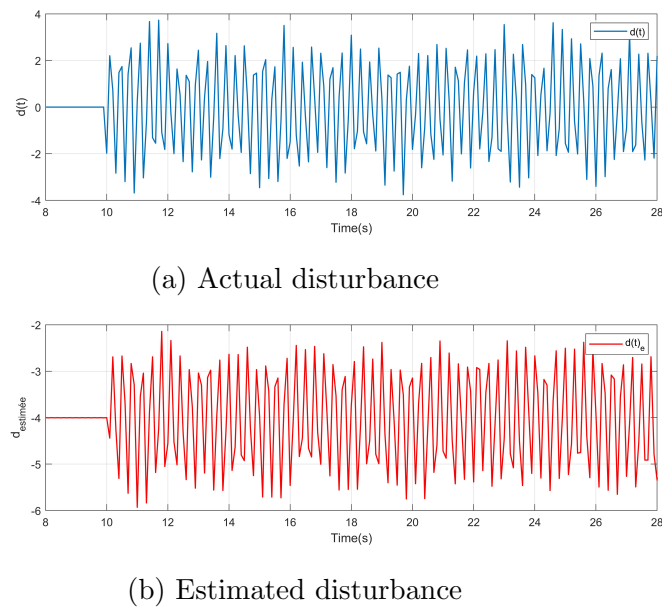 4
2
0
-2
-4
d(t)
d(t)
8 10 12 14 16 18 20 22 24 26 28
Time(s)
(a) Actual disturbance
-2
-3
-4
-5
-6
d_estimée
d(t)_e
8 10 12 14 16 18 20 22 24 26 28
Time(s)
(b) Estimated disturbance